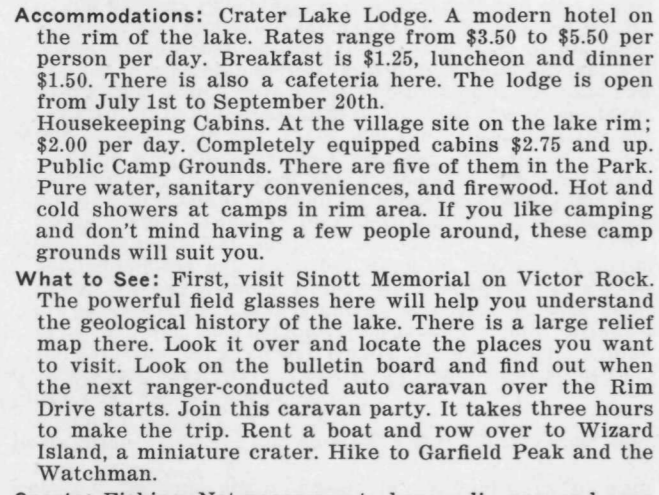 Accommodations: Crater Lake Lodge. A modern hotel on
the rim of the lake. Rates range from $3.50 to $5.50 per
person per day. Breakfast is $1.25, luncheon and dinner
$1.50. There is also a cafeteria here. The lodge is open
from July 1st to September 20th.
Housekeeping Cabins. At the village site on the lake rim;
$2.00 per day. Completely equipped cabins $2.75 and up.
Public Camp Grounds. There are five of them in the Park.
Pure water, sanitary conveniences, and firewood. Hot and
cold showers at camps in rim area. If you like camping
and don't mind having a few people around, these camp
grounds will suit you.
What to See: First, visit Sinott Memorial on Victor Rock.
The powerful field glasses here will help you understand
the geological history of the lake. There is a large relief
map there. Look it over and locate the places you want
to visit. Look on the bulletin board and find out when
the next ranger-conducted auto caravan over the Rim
Drive starts. Join this caravan party. It takes three hours
to make the trip. Rent a boat and row over to Wizard
Island, a miniature crater. Hike to Garfield Peak and the
Watchman.